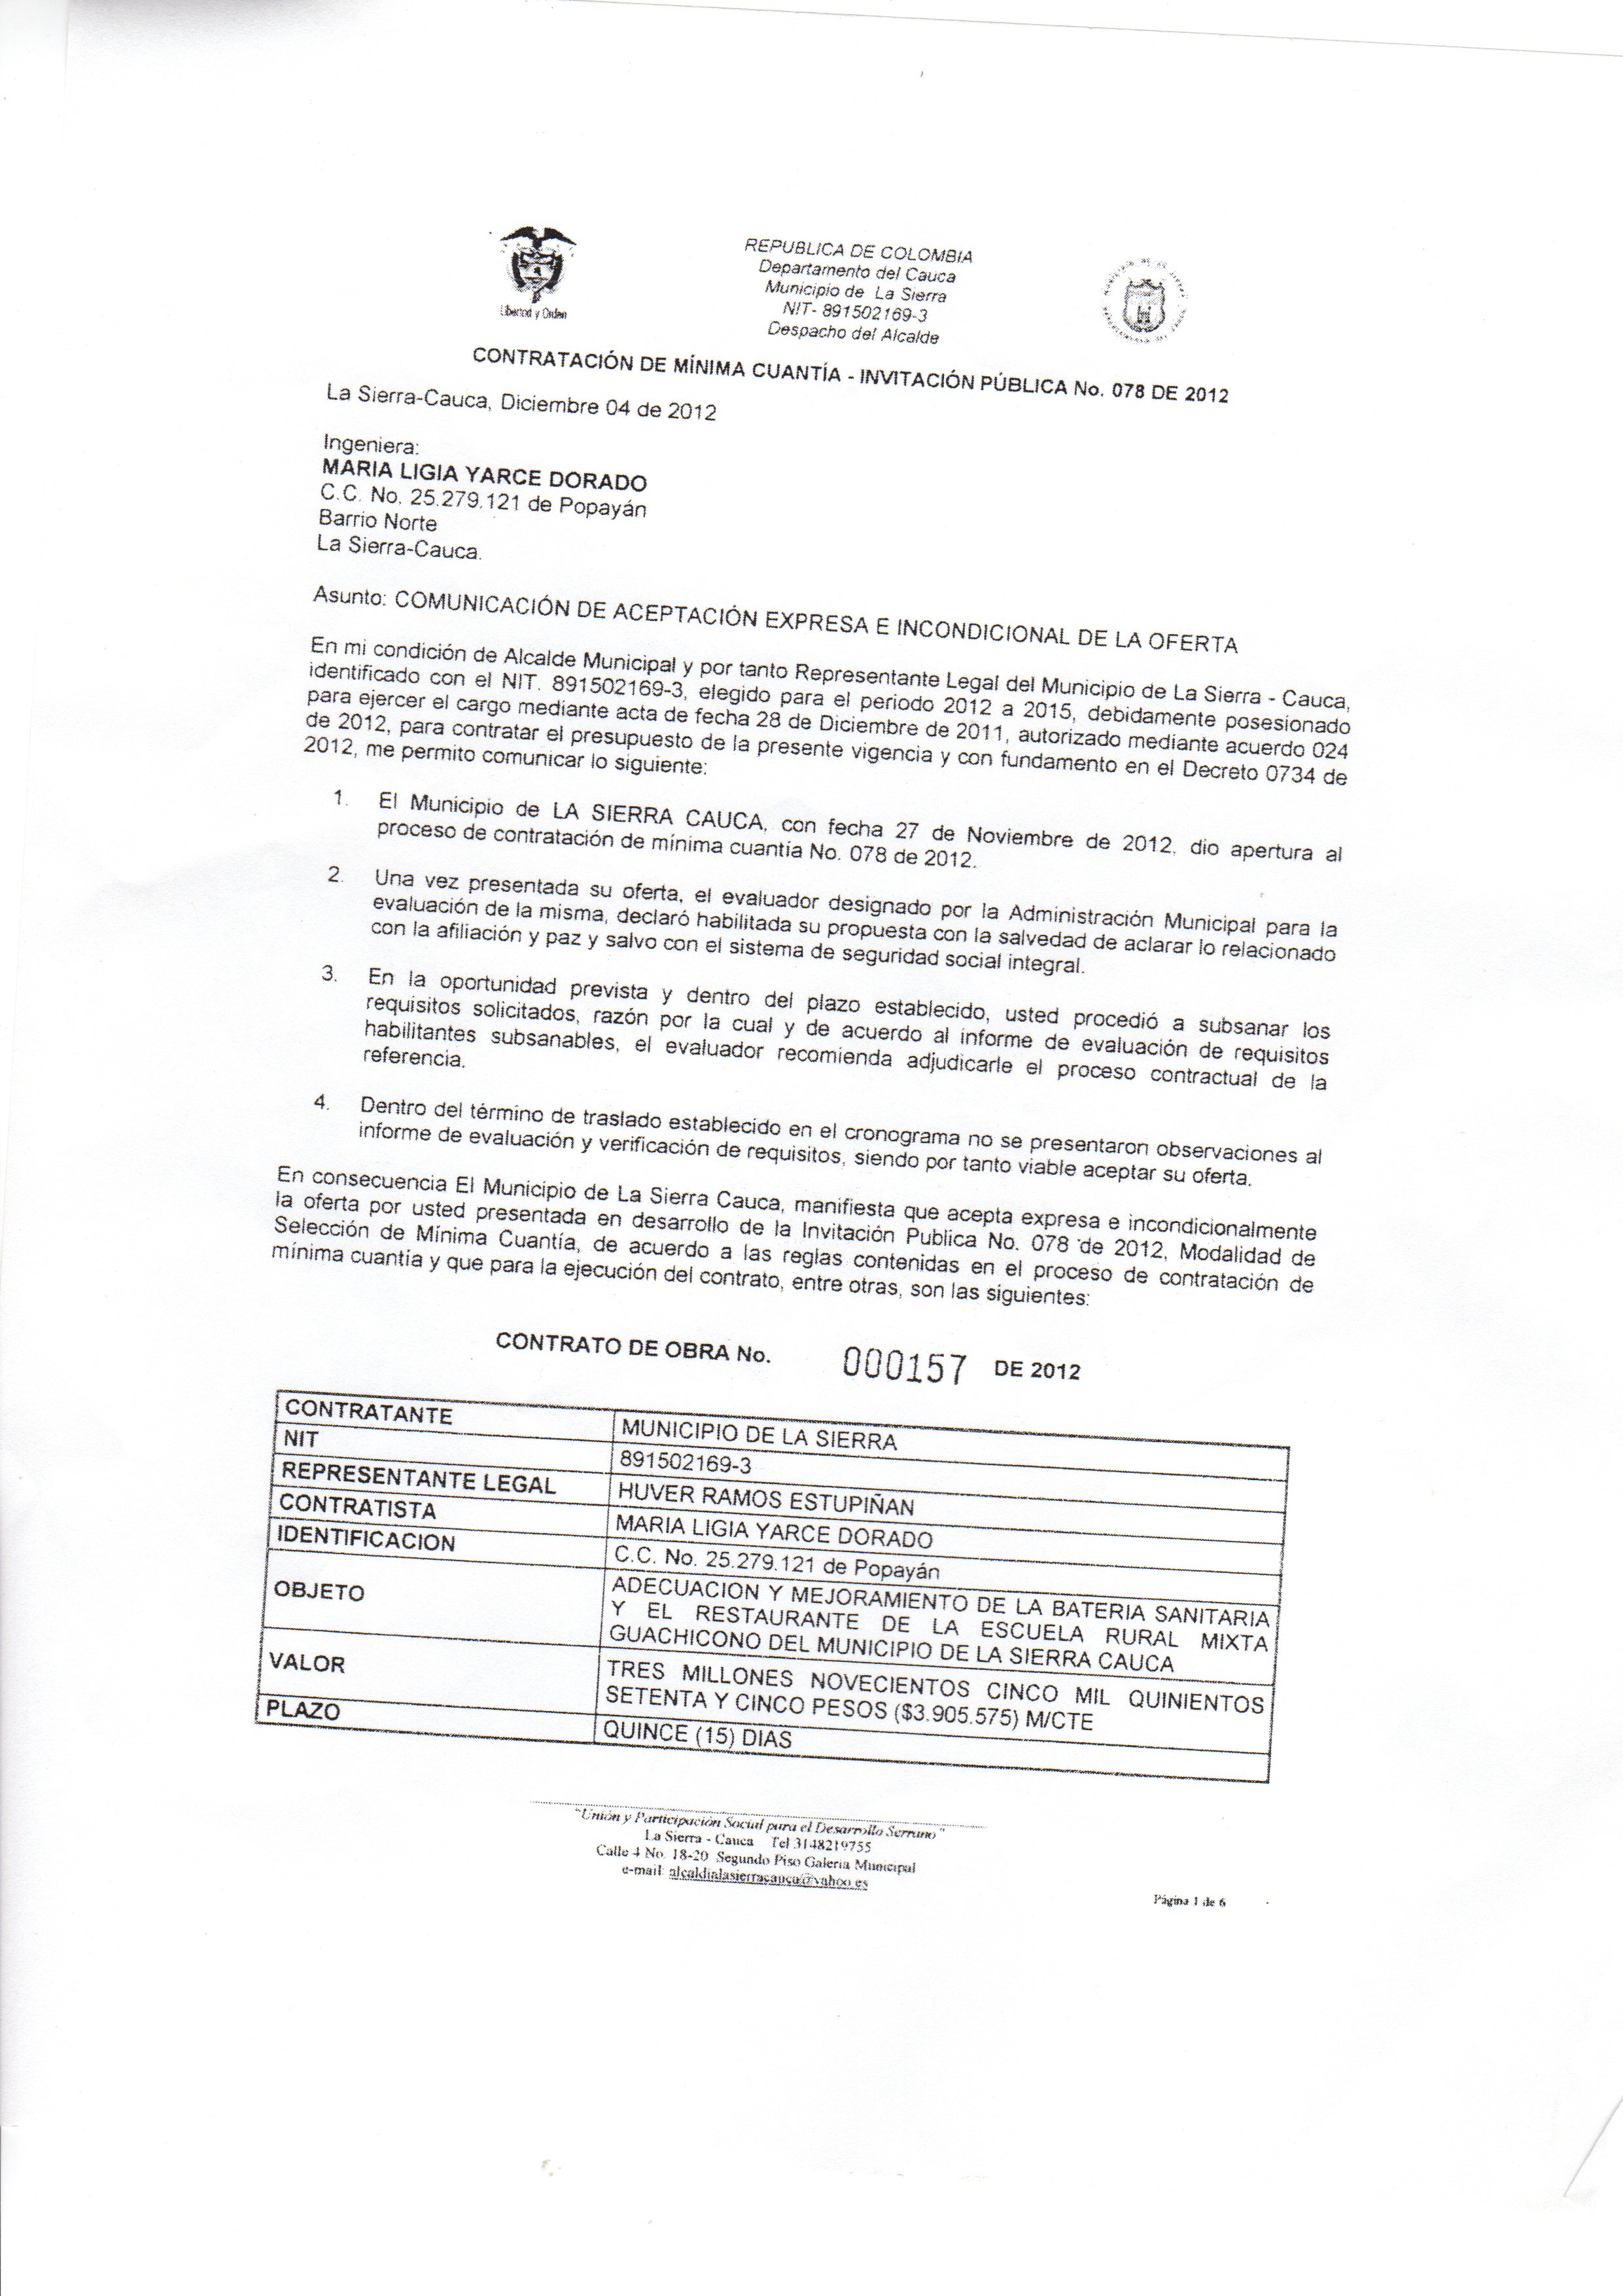 Libertad y Orden
REPUBLICA DE COLOMBIA
Departamento del Cauca
Municipio de La Sierra
NIT- 891502169-3
Despacho del Alcalde
CONTRATACIÓN DE MÍNIMA CUANTÍA - INVITACIÓN PÚBLICA No. 078 DE 2012
La Sierra-Cauca, Diciembre 04 de 2012
Ingeniera:
MARIA LIGIA YARCE DORADO
C.C. No. 25.279.121 de Popayán
Barrio Norte
La Sierra-Cauca.
Asunto: COMUNICACIÓN DE ACEPTACIÓN EXPRESA E INCONDICIONAL DE LA OFERTA
En mi condición de Alcalde Municipal y por tanto Representante Legal del Municipio de La Sierra - Cauca,
identificado con el NIT. 891502169-3, elegido para el periodo 2012 a 2015, debidamente posesionado
para ejercer el cargo mediante acta de fecha 28 de Diciembre de 2011, autorizado mediante acuerdo 024
de 2012, para contratar el presupuesto de la presente vigencia y con fundamento en el Decreto 0734 de
2012, me permito comunicar lo siguiente:
1. El Municipio de LA SIERRA CAUCA, con fecha 27 de Noviembre de 2012, dio apertura al
proceso de contratación de mínima cuantía No. 078 de 2012.
2. Una vez presentada su oferta, el evaluador designado por la Administración Municipal para la
evaluación de la misma, declaró habilitada su propuesta con la salvedad de aclarar lo relacionado
con la afiliación y paz y salvo con el sistema de seguridad social integral.
3. En la oportunidad prevista y dentro del plazo establecido, usted procedió a subsanar los
requisitos solicitados, razón por la cual y de acuerdo al informe de evaluación de requisitos
habilitantes subsanables, el evaluador recomienda adjudicarle el proceso contractual de la
referencia.
4. Dentro del término de traslado establecido en el cronograma no se presentaron observaciones al
informe de evaluación y verificación de requisitos, siendo por tanto viable aceptar su oferta.
En consecuencia El Municipio de La Sierra Cauca, manifiesta que acepta expresa e incondicionalmente
la oferta por usted presentada en desarrollo de la Invitación Publica No. 078 de 2012, Modalidad de
Selección de Mínima Cuantía, de acuerdo a las reglas contenidas en el proceso de contratación de
mínima cuantía y que para la ejecución del contrato, entre otras, son las siguientes:
CONTRATO DE OBRA No. 000157 DE 2012
CONTRATANTE MUNICIPIO DE LA SIERRA
NIT 891502169-3
REPRESENTANTE LEGAL HUVER RAMOS ESTUPIÑAN
CONTRATISTA MARIA LIGIA YARCE DORADO
IDENTIFICACION C.C. No. 25.279.121 de Popayán
OBJETO ADECUACION Y MEJORAMIENTO DE LA BATERIA SANITARIA
Y EL RESTAURANTE DE LA ESCUELA RURAL MIXTA
GUACHICONO DEL MUNICIPIO DE LA SIERRA CAUCA
VALOR TRES MILLONES NOVECIENTOS CINCO MIL QUINIENTOS
SETENTA Y CINCO PESOS ($3.905.575) M/CTE
PLAZO QUINCE (15) DIAS
"Unión y Participación Social para el Desarrollo Serrano"
La Sierra - Cauca Tel 3148219755
Calle 4 No. 18-20 Segundo Piso Galeria Municipal
e-mail: alcaldialasierracauca@yahoo.es
Página 1 de 6